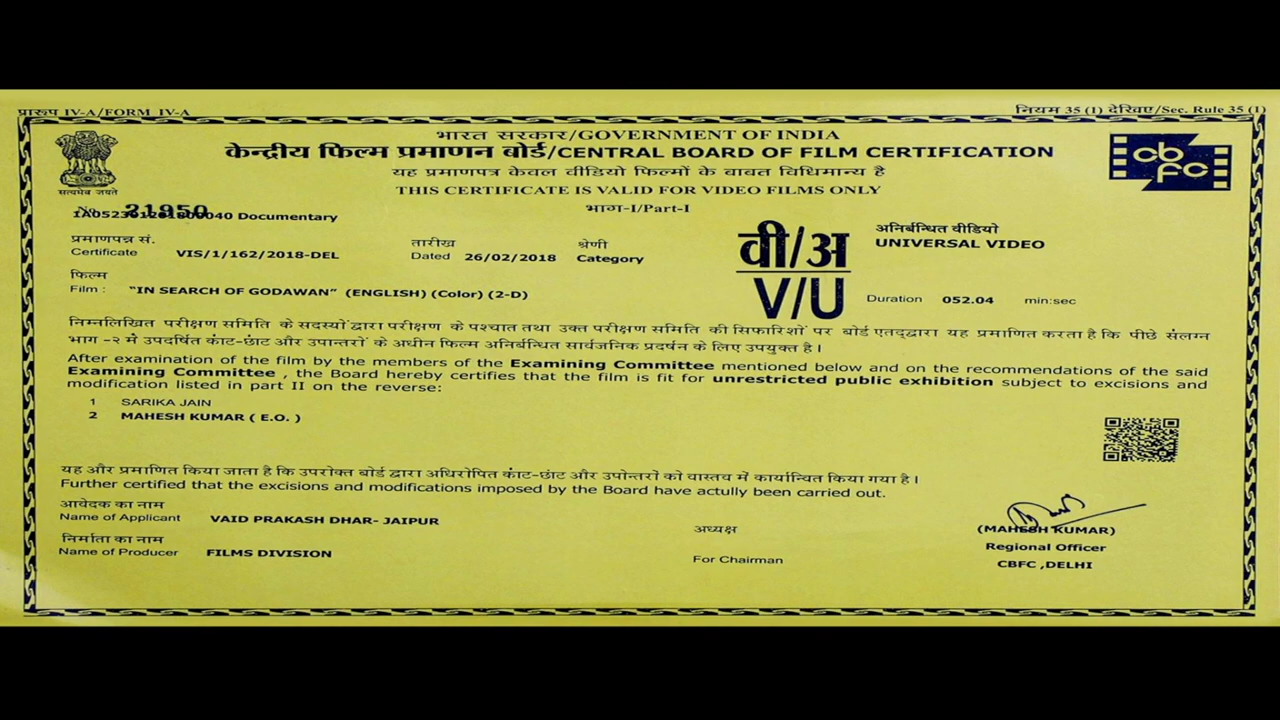 प्रारूप IV-A/FORM IV-A
नियम 35 (1) देखिए/Sec. Rule 35 (1)
भारत सरकार/GOVERNMENT OF INDIA
केन्द्रीय फिल्म प्रमाणन बोर्ड/CENTRAL BOARD OF FILM CERTIFICATION
cb
fc
यह प्रमाणपत्र केवल वीडियो फिल्मों के बाबत विधिमान्य है
सत्यमेव जयते
THIS CERTIFICATE IS VALID FOR VIDEO FILMS ONLY
भाग-I/Part-I
31950
Documentary
प्रमाणपत्र सं.
Certificate VIS/1/162/2018-DEL
तारीख
Dated 26/02/2018
श्रेणी
Category
वी/अ
V/U
अनिर्बन्धित वीडियो
UNIVERSAL VIDEO
फिल्म
Film : "IN SEARCH OF GODAWAN" (ENGLISH) (Color) (2-D)
Duration 052.04 min:sec
निम्नलिखित परीक्षण समिति के सदस्यों द्वारा परीक्षण के पश्चात तथा उक्त परीक्षण समिति की सिफारिशों पर बोर्ड एतद्द्वारा यह प्रमाणित करता है कि पीछे संलग्न
भाग -२ में उपदर्षित कांट-छांट और उपान्तरों के अधीन फिल्म अनिबन्धित सार्वजनिक प्रदर्षन के लिए उपयुक्त है।
After examination of the film by the members of the Examining Committee mentioned below and on the recommendations of the said
Examining Committee , the Board hereby certifies that the film is fit for unrestricted public exhibition subject to excisions and
modification listed in part II on the reverse:
1 SARIKA JAIN
2 MAHESH KUMAR ( E.O. )
यह और प्रमाणित किया जाता है कि उपरोक्त बोर्ड द्वारा अधिरोपित कांट-छांट और उपोन्तरों को वास्तव में कार्यान्वित किया गया है।
Further certified that the excisions and modifications imposed by the Board have actully been carried out.
आवेदक का नाम
Name of Applicant VAID PRAKASH DHAR- JAIPUR
निर्माता का नाम
Name of Producer FILMS DIVISION
अध्यक्ष
For Chairman
(MAHESH KUMAR)
Regional Officer
CBFC ,DELHI